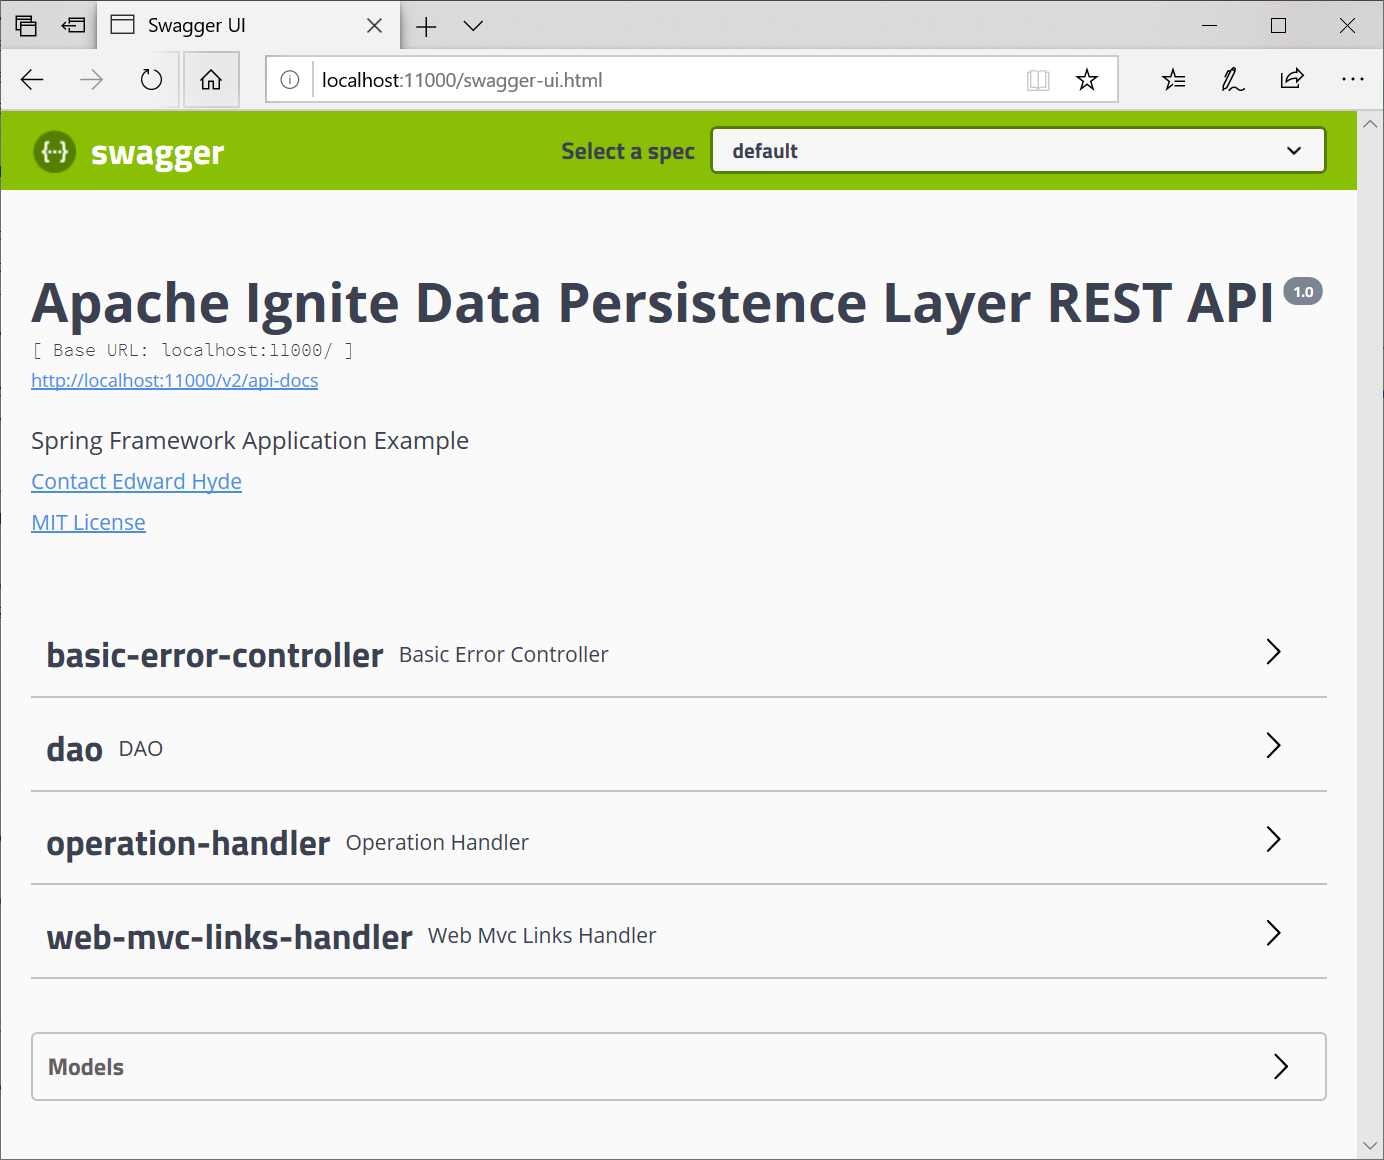 Swagger UI
localhost:11000/swagger-ui.html
{···} swagger
Select a spec
default
Apache Ignite Data Persistence Layer REST API 1.0
[ Base URL: localhost:11000/ ]
http://localhost:11000/v2/api-docs
Spring Framework Application Example
Contact Edward Hyde
MIT License
basic-error-controller Basic Error Controller
dao DAO
operation-handler Operation Handler
web-mvc-links-handler Web Mvc Links Handler
Models